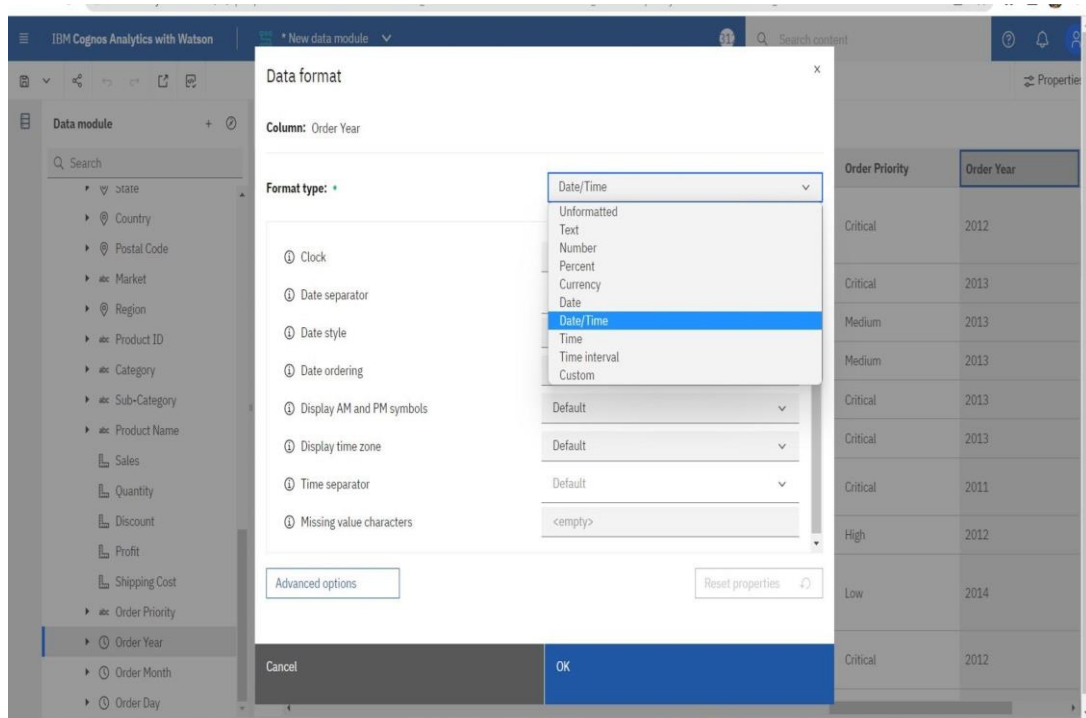 IBM Cognos Analytics with Watson
* New data module
Search content
Properties
Data module
Search
State
Country
Postal Code
abc Market
Region
abc Product ID
abc Category
abc Sub-Category
abc Product Name
Sales
Quantity
Discount
Profit
Shipping Cost
abc Order Priority
Order Year
Order Month
Order Day
Data format
x
Column: Order Year
Format type: Date/Time
Unformatted
Text
Number
Percent
Currency
Date
Date/Time
Time
Time interval
Custom
Clock
Date separator
Date style
Date ordering
Display AM and PM symbols Default
Display time zone Default
Time separator Default
Missing value characters <empty>
Advanced options
Reset properties
Cancel
OK
Order Priority Order Year
Critical 2012
Critical 2013
Medium 2013
Medium 2013
Critical 2013
Critical 2013
Critical 2011
High 2012
Low 2014
Critical 2012